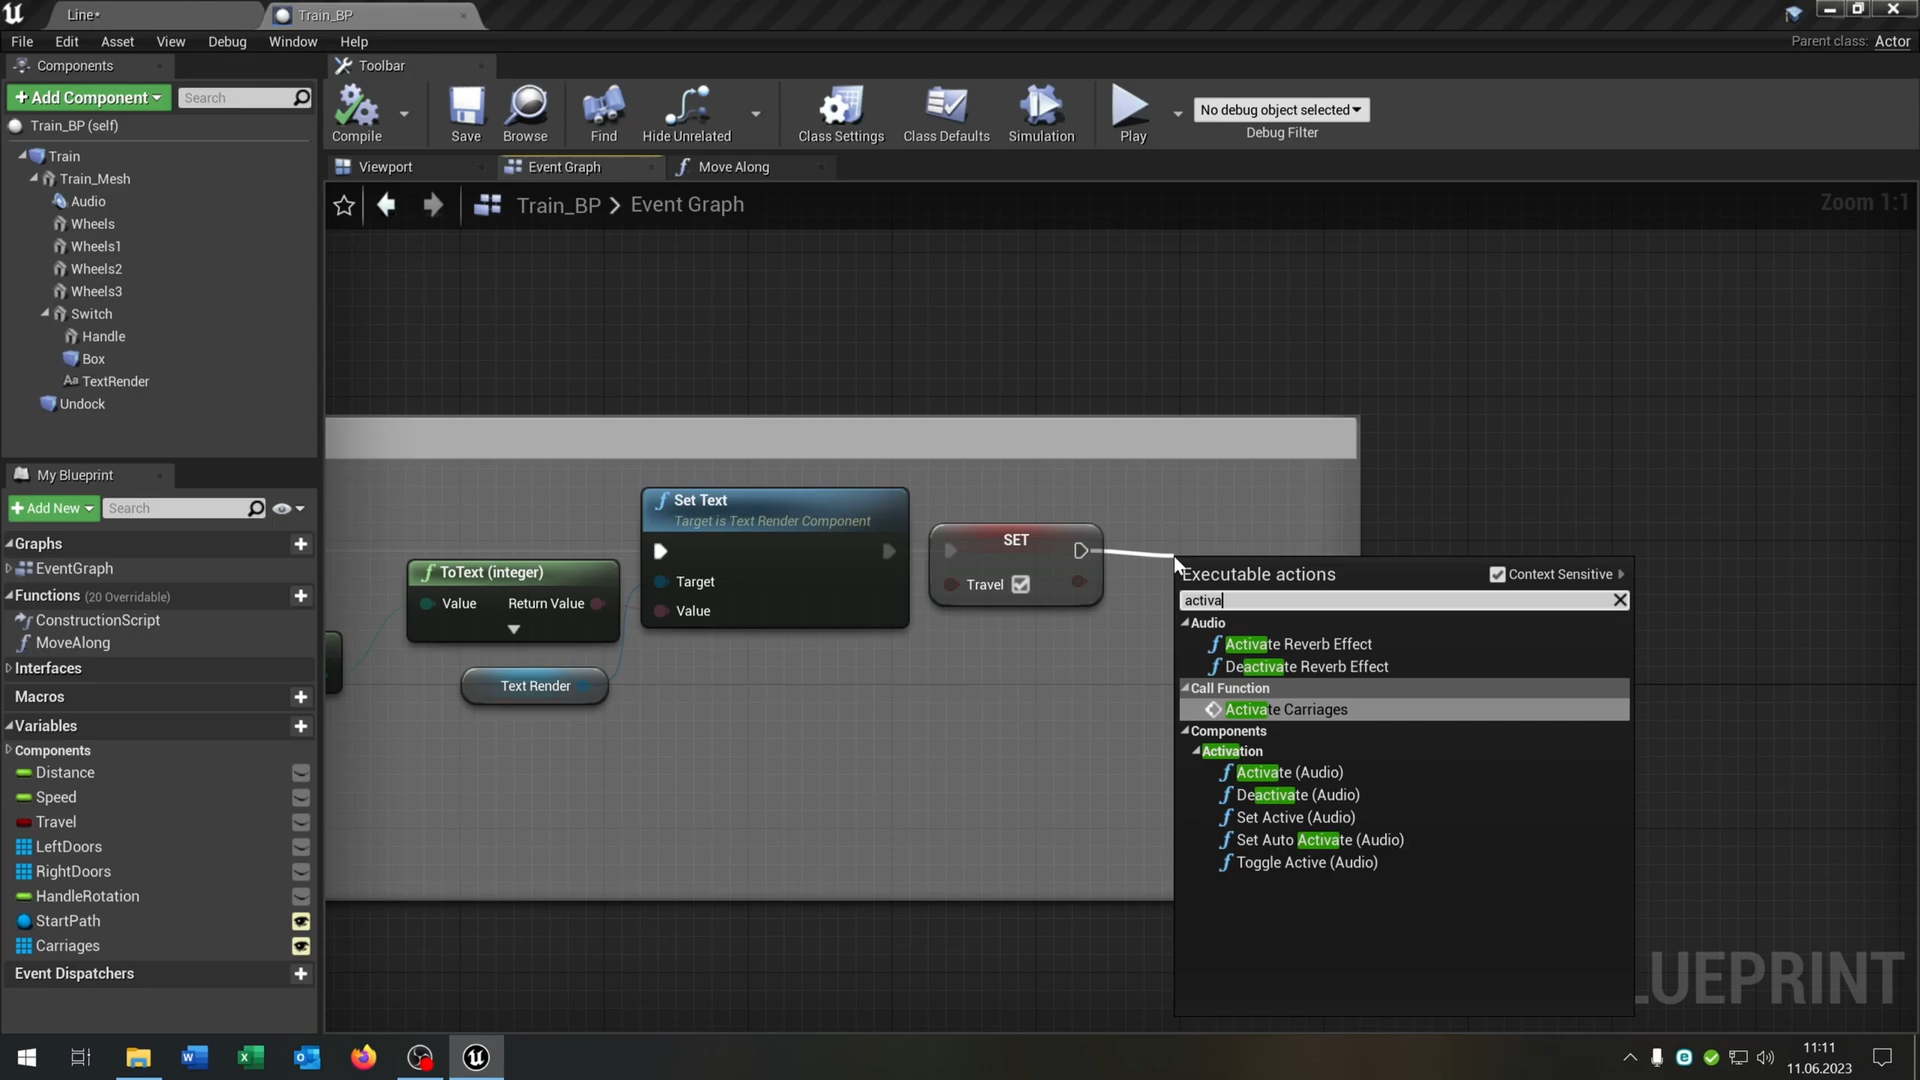 Line*
Train_BP
File Edit Asset View Debug Window Help
Parent class: Actor
Components
Toolbar
Add Component
Search
Compile
Save
Browse
Find
Hide Unrelated
Class Settings
Class Defaults
Simulation
Play
No debug object selected
Debug Filter
Train_BP (self)
Train
Train_Mesh
Audio
Wheels
Wheels1
Wheels2
Wheels3
Switch
Handle
Box
Aa TextRender
Undock
Viewport
Event Graph
Move Along
Train_BP > Event Graph
Zoom 1:1
My Blueprint
Add New
Search
Graphs
EventGraph
Functions (20 Overridable)
ConstructionScript
MoveAlong
Interfaces
Macros
Variables
Components
Distance
Speed
Travel
LeftDoors
RightDoors
HandleRotation
StartPath
Carriages
Event Dispatchers
ToText (integer)
Value Return Value
Text Render
Set Text
Target is Text Render Component
Target
Value
SET
Travel
Executable actions
Context Sensitive
activa
Audio
Activate Reverb Effect
Deactivate Reverb Effect
Call Function
Activate Carriages
Components
Activation
Activate (Audio)
Deactivate (Audio)
Set Active (Audio)
Set Auto Activate (Audio)
Toggle Active (Audio)
LUEPRINT
11:11
11.06.2023